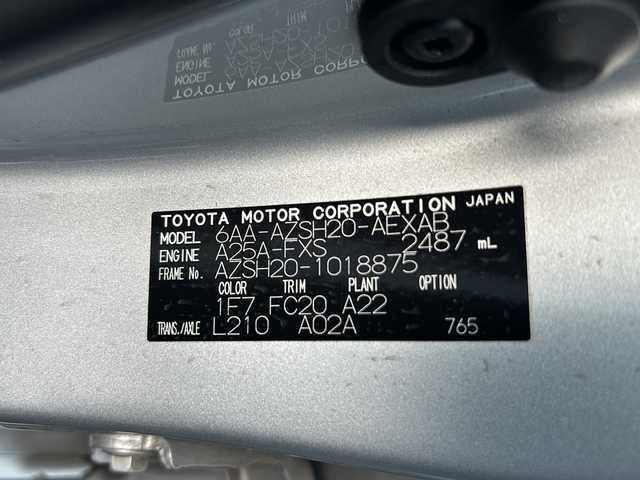 TOYOTA MOTOR CORPORATION JAPAN
MODEL 6AA-AZSH20-AEXAB
ENGINE A25A-FXS 2487 mL
FRAME No. AZSH20-1018875
COLOR TRIM PLANT OPTION
1F7 FC20 A22
TRANS./AXLE L210 A02A 765